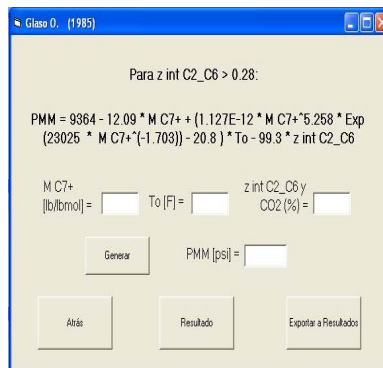 Glaso O. (1985)
Para z int C2_C6 > 0.28:
PMM = 9364 - 12.09 * M C7+ + (1.127E-12 * M C7+^5.258 * Exp
(23025 * M C7+^(-1.703)) - 20.8 ) * To - 99.3 * z int C2_C6
M C7+
[lb/lbmol] =
To [F] =
z int C2_C6 y
CO2 (%) =
Generar
PMM [psi] =
Atrás
Resultado
Exportar a Resultados